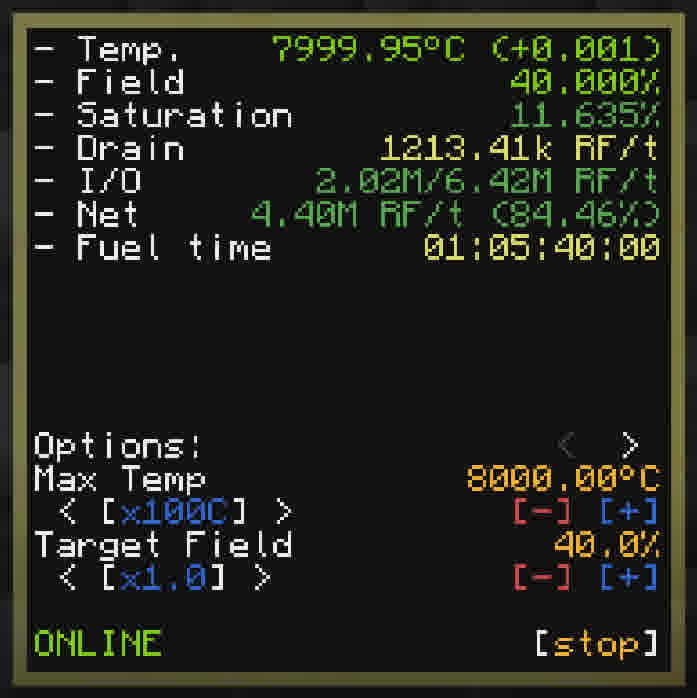 - Temp. 7999.95°C (+0.001)
- Field 40.000%
- Saturation 11.635%
- Drain 1213.41k RF/t
- I/O 2.02M/6.42M RF/t
- Net 4.40M RF/t (84.46%)
- Fuel time 01:05:40:00
Options: < >
Max Temp 8000.00°C
< [x100C] > [-] [+]
Target Field 40.0%
< [x1.0] > [-] [+]
ONLINE [stop]